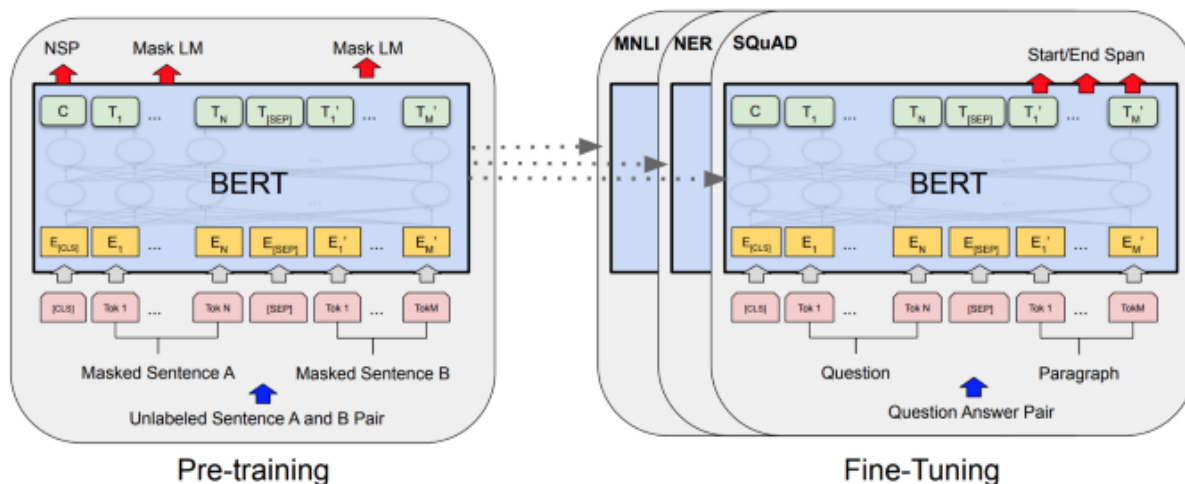 NSP Mask LM Mask LM
C T1 ... TN T[SEP] T1' ... TM'
...
BERT
...
E[CLS] E1 ... EN E[SEP] E1' ... EM'
[CLS] Tok 1 ... Tok N [SEP] Tok 1 ... TokM
Masked Sentence A Masked Sentence B
Unlabeled Sentence A and B Pair
Pre-training
MNLI NER SQuAD
Start/End Span
C T1 ... TN T[SEP] T1' ... TM'
...
BERT
...
E[CLS] E1 ... EN E[SEP] E1' ... EM'
[CLS] Tok 1 ... Tok N [SEP] Tok 1 ... TokM
Question Paragraph
Question Answer Pair
Fine-Tuning